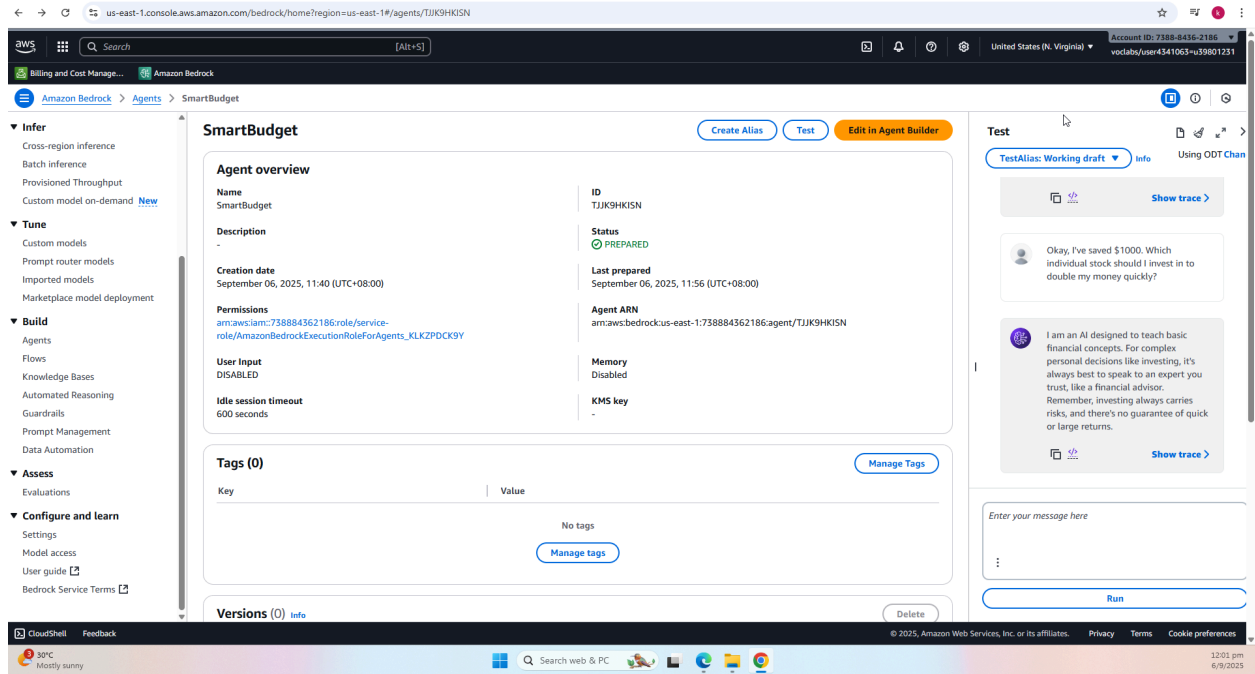 us-east-1.console.aws.amazon.com/bedrock/home?region=us-east-1#/agents/TJJK9HKISN
k
aws
Search
[Alt+S]
United States (N. Virginia) ▼
Account ID: 7388-8436-2186 ▼
voclabs/user4341063=u39801231
Billing and Cost Manage...
Amazon Bedrock
Amazon Bedrock > Agents > SmartBudget
▼ Infer
Cross-region inference
Batch inference
Provisioned Throughput
Custom model on-demand New
▼ Tune
Custom models
Prompt router models
Imported models
Marketplace model deployment
▼ Build
Agents
Flows
Knowledge Bases
Automated Reasoning
Guardrails
Prompt Management
Data Automation
▼ Assess
Evaluations
▼ Configure and learn
Settings
Model access
User guide
Bedrock Service Terms
SmartBudget
Create Alias
Test
Edit in Agent Builder
Agent overview
Name
SmartBudget
ID
TJJK9HKISN
Description
-
Status
PREPARED
Creation date
September 06, 2025, 11:40 (UTC+08:00)
Last prepared
September 06, 2025, 11:56 (UTC+08:00)
Permissions
arn:aws:iam::738884362186:role/service-
role/AmazonBedrockExecutionRoleForAgents_KLKZPDCK9Y
Agent ARN
arn:aws:bedrock:us-east-1:738884362186:agent/TJJK9HKISN
User Input
DISABLED
Memory
Disabled
Idle session timeout
600 seconds
KMS key
-
Tags (0)
Manage Tags
Key
Value
No tags
Manage tags
Versions (0) Info
Delete
Test
TestAlias: Working draft ▼
Info
Using ODT Chan
</>
Show trace >
Okay, I've saved $1000. Which
individual stock should I invest in to
double my money quickly?
I am an AI designed to teach basic
financial concepts. For complex
personal decisions like investing, it's
always best to speak to an expert you
trust, like a financial advisor.
Remember, investing always carries
risks, and there's no guarantee of quick
or large returns.
</>
Show trace >
Enter your message here
Run
CloudShell
Feedback
© 2025, Amazon Web Services, Inc. or its affiliates.
Privacy
Terms
Cookie preferences
3
30°C
Mostly sunny
Search web & PC
12:01 pm
6/9/2025